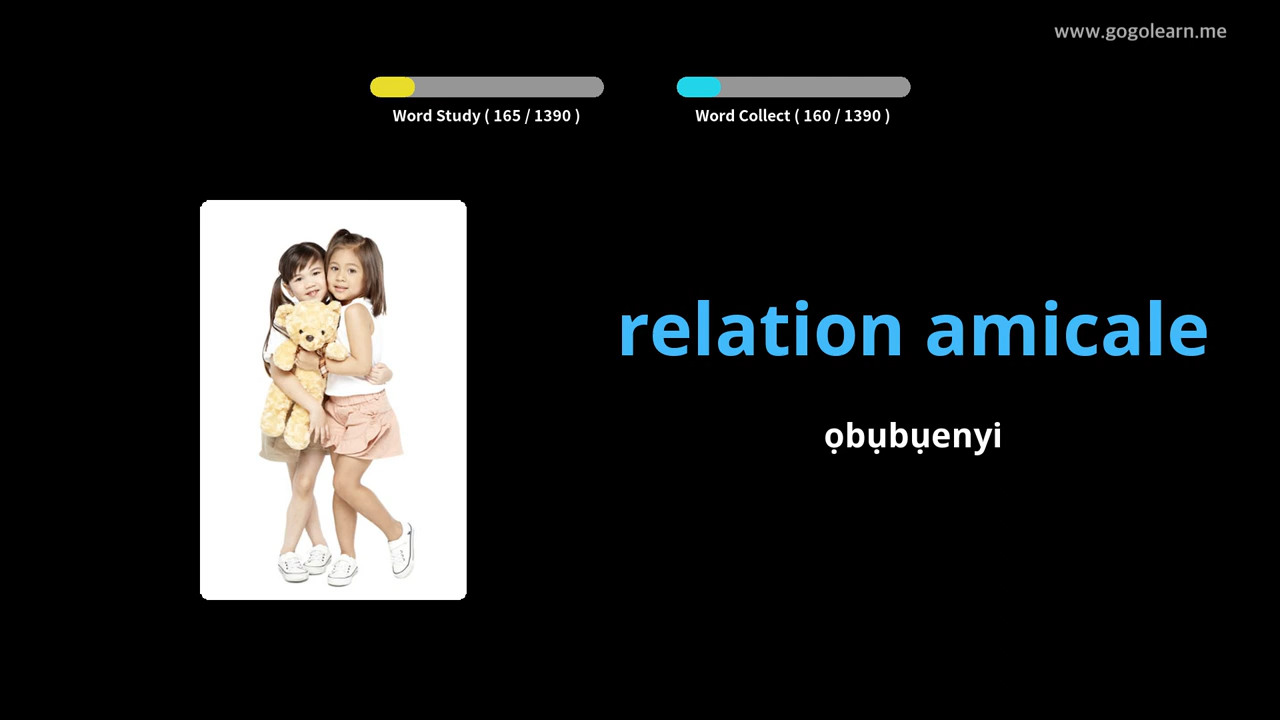 www.gogolearn.me
Word Study ( 165 / 1390 )
Word Collect ( 160 / 1390 )
relation amicale
ọbụbụenyi